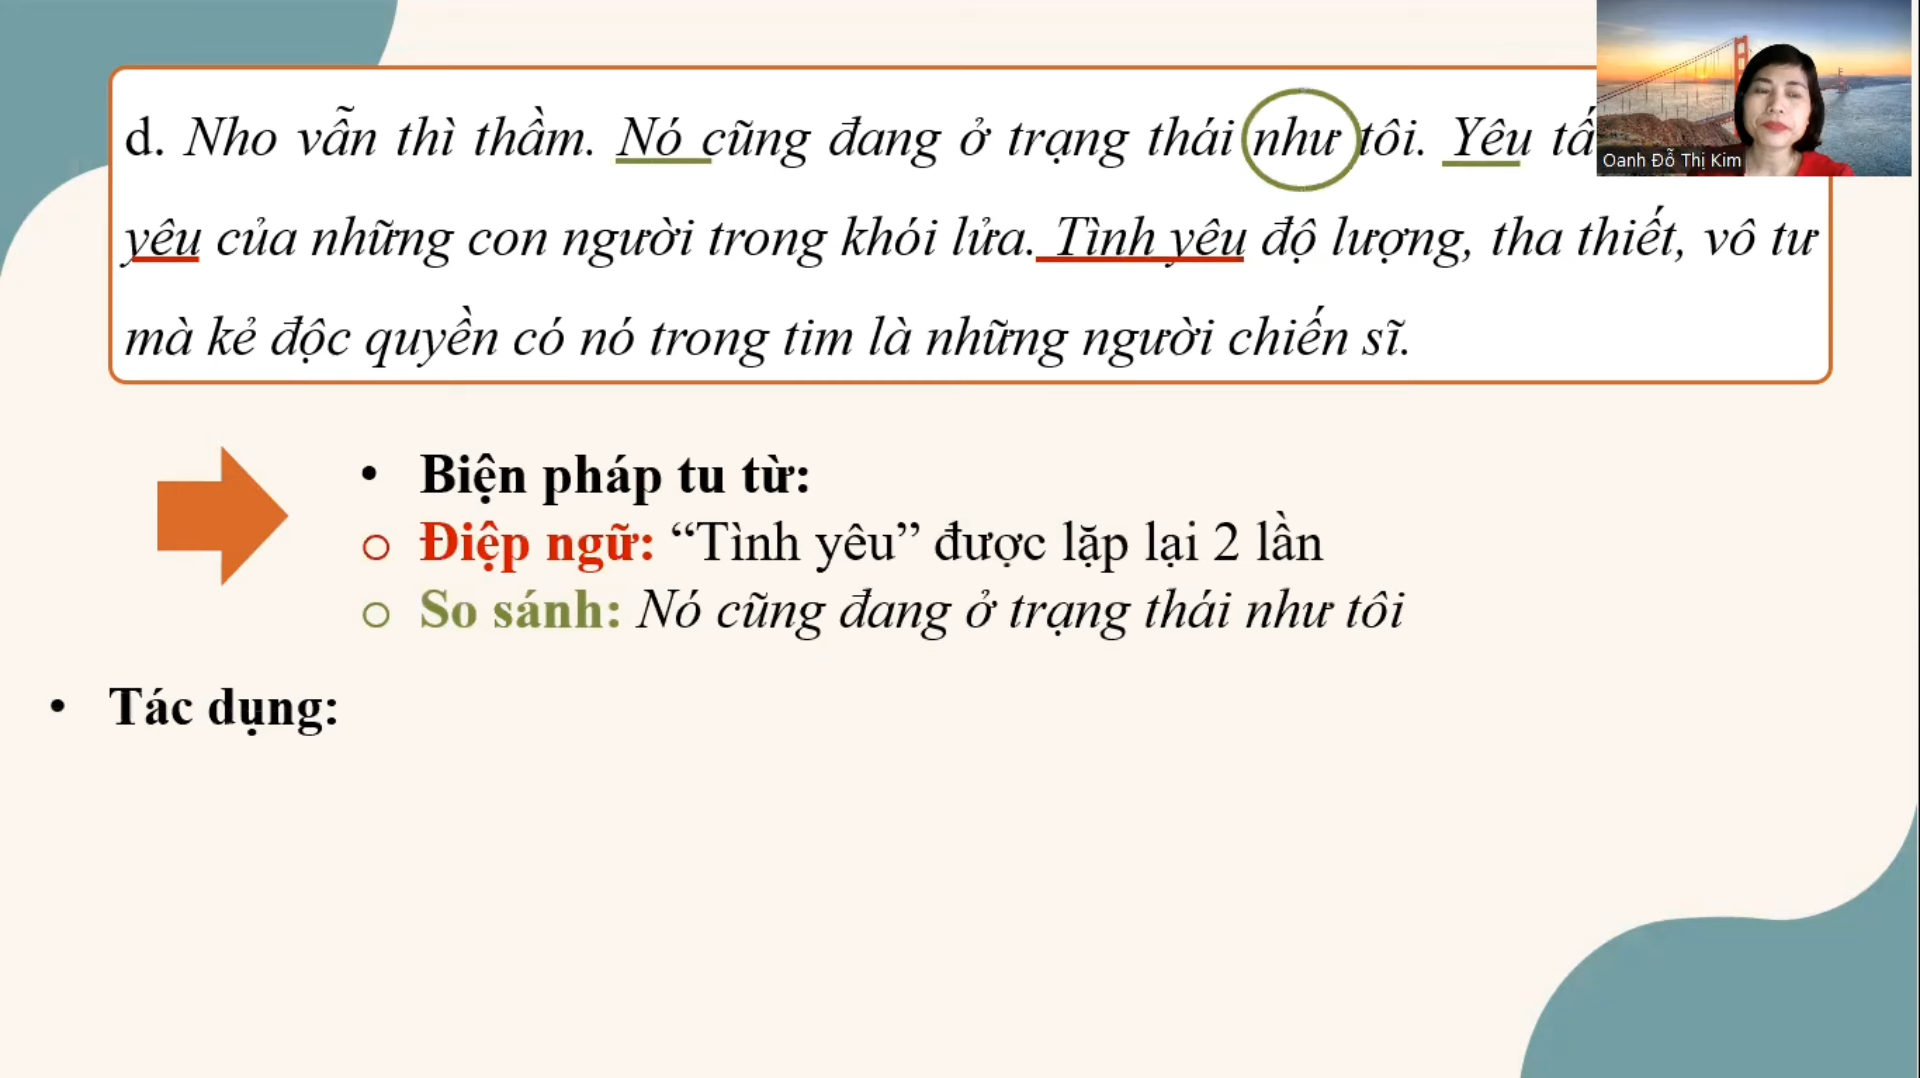 d. Nho vẫn thì thầm. Nó cũng đang ở trạng thái như tôi. Yêu tấ
Oanh Đỗ Thị Kim
yêu của những con người trong khói lửa. Tình yêu độ lượng, tha thiết, vô tư
mà kẻ độc quyền có nó trong tim là những người chiến sĩ.
• Biện pháp tu từ:
o Điệp ngữ: “Tình yêu” được lặp lại 2 lần
o So sánh: Nó cũng đang ở trạng thái như tôi
• Tác dụng: